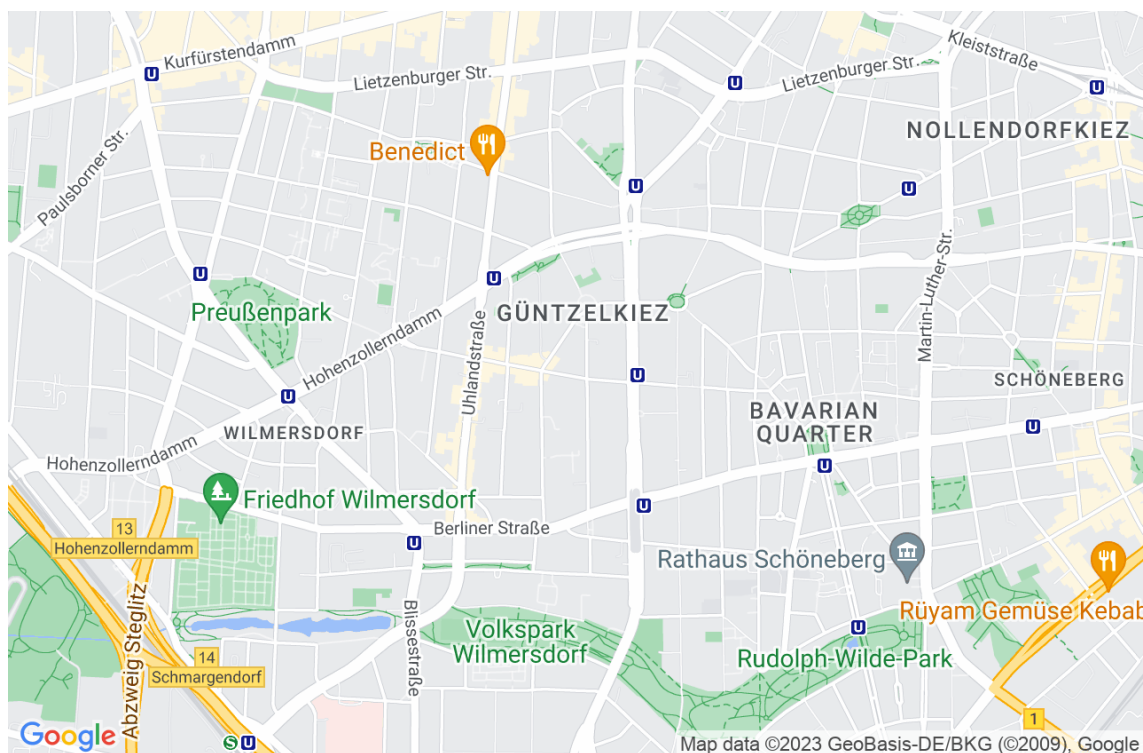 Kurfürstendamm
Kleiststraße
Lietzenburger Str.
Lietzenburger Str.
U
U
U
NOLLENDORFKIEZ
Benedict
Paulsborner Str.
U
U
U
U
Martin-Luther-Str.
Preußenpark
GÜNTZELKIEZ
Hohenzollerndamm
Uhlandstraße
U
SCHÖNEBERG
U
BAVARIAN
QUARTER
WILMERSDORF
U
Hohenzollerndamm
U
Friedhof Wilmersdorf
U
Berliner Straße
13
Hohenzollerndamm
U
Rathaus Schöneberg
Abzweig Steglitz
Blissestraße
Rüyam Gemüse Kebab
Volkspark
Wilmersdorf
U
Rudolph-Wilde-Park
14
Schmargendorf
1
Google
S
U
Map data ©2023 GeoBasis-DE/BKG (©2009), Google